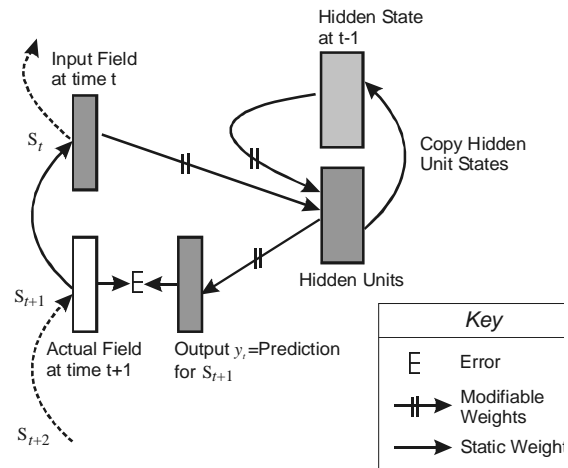 Input Field
at time t
Hidden State
at t-1
S_t
Copy Hidden
Unit States
Hidden Units
S_{t+1}
E
Actual Field
at time t+1
Output y_t=Prediction
for S_{t+1}
S_{t+2}
Key
E Error
Modifiable
Weights
Static Weight